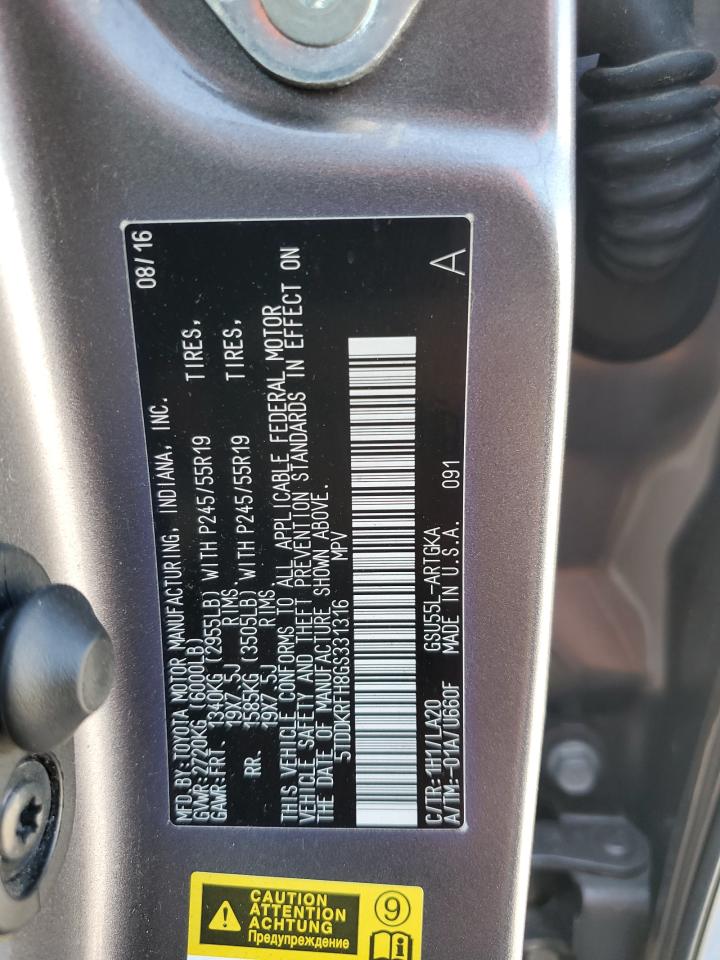 MFD.BY:TOYOTA MOTOR MANUFACTURING, INDIANA, INC. 08/16
GVWR:2720KG (6000LB)
GAWR:FRT. 1340KG (2955LB) WITH P245/55R19 TIRES,
19X7.5J RIMS
RR. 1585KG (3505LB) WITH P245/55R19 TIRES,
19X7.5J RIMS
THIS VEHICLE CONFORMS TO ALL APPLICABLE FEDERAL MOTOR
VEHICLE SAFETY AND THEFT PREVENTION STANDARDS IN EFFECT ON
THE DATE OF MANUFACTURE SHOWN ABOVE.
5TDDKRFH8GS331316 MPV
C/TR:1H1/LA20 GSU55L-ARTGKA A
A/TM:-01A/U660F MADE IN U.S.A. 091
CAUTION
ATTENTION
ACHTUNG
Предупреждение
9